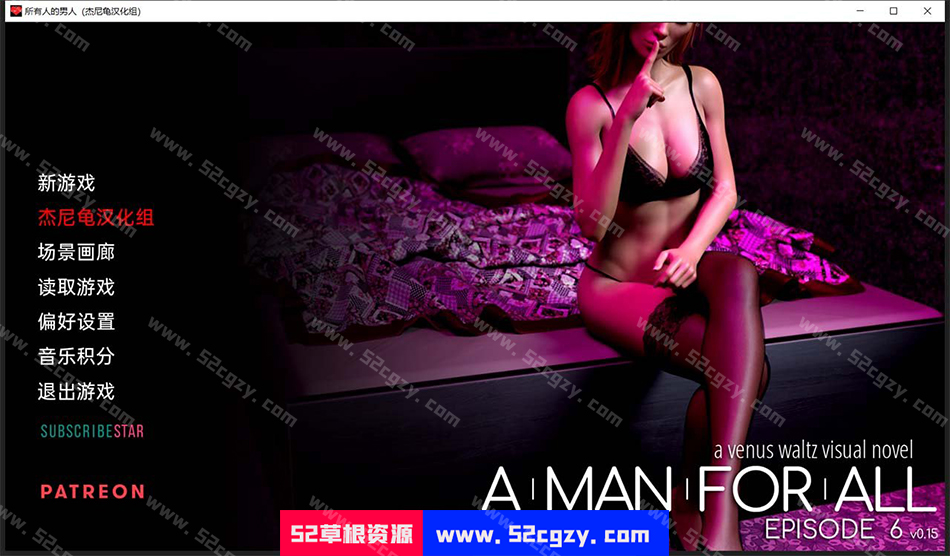 所有人的男人（杰尼龟汉化组）
新游戏
杰尼龟汉化组
场景画廊
读取游戏
偏好设置
音乐积分
退出游戏
SUBSCRIBESTAR
PATREON
a venus waltz visual novel
A MAN FOR ALL
EPISODE 6 v0.15
52草根资源 www.52cgzy.com
www.52cgzy.com